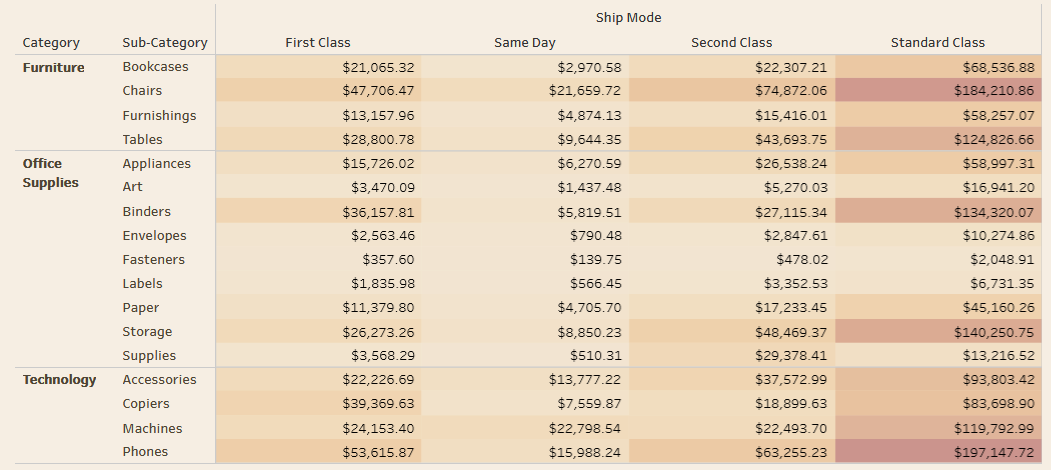 Ship Mode
Category Sub-Category First Class Same Day Second Class Standard Class
Furniture Bookcases $21,065.32 $2,970.58 $22,307.21 $68,536.88
Chairs $47,706.47 $21,659.72 $74,872.06 $184,210.86
Furnishings $13,157.96 $4,874.13 $15,416.01 $58,257.07
Tables $28,800.78 $9,644.35 $43,693.75 $124,826.66
Office Appliances $15,726.02 $6,270.59 $26,538.24 $58,997.31
Supplies Art $3,470.09 $1,437.48 $5,270.03 $16,941.20
Binders $36,157.81 $5,819.51 $27,115.34 $134,320.07
Envelopes $2,563.46 $790.48 $2,847.61 $10,274.86
Fasteners $357.60 $139.75 $478.02 $2,048.91
Labels $1,835.98 $566.45 $3,352.53 $6,731.35
Paper $11,379.80 $4,705.70 $17,233.45 $45,160.26
Storage $26,273.26 $8,850.23 $48,469.37 $140,250.75
Supplies $3,568.29 $510.31 $29,378.41 $13,216.52
Technology Accessories $22,226.69 $13,777.22 $37,572.99 $93,803.42
Copiers $39,369.63 $7,559.87 $18,899.63 $83,698.90
Machines $24,153.40 $22,798.54 $22,493.70 $119,792.99
Phones $53,615.87 $15,988.24 $63,255.23 $197,147.72